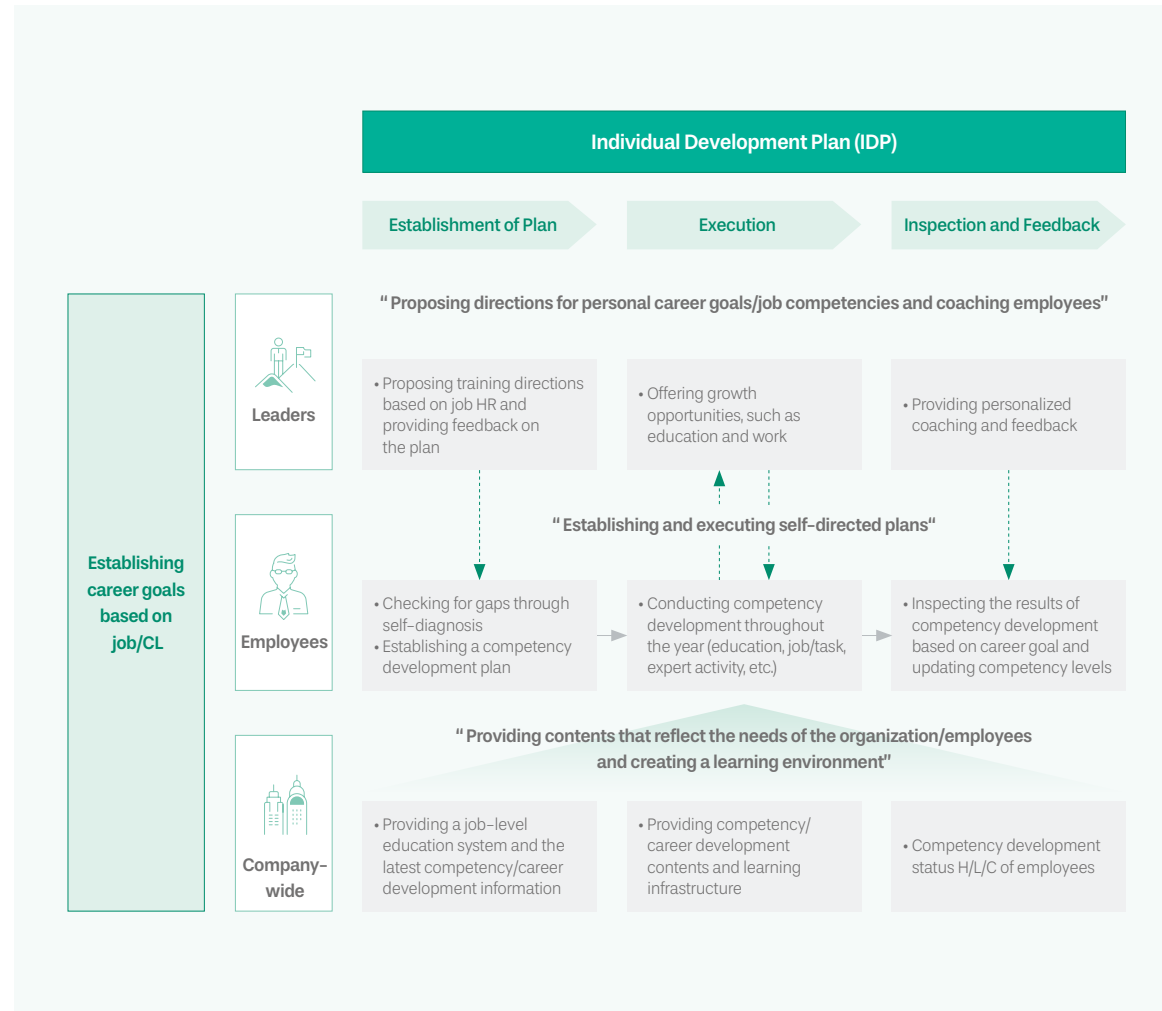 Individual Development Plan (IDP)
Establishment of Plan
Execution
Inspection and Feedback
Establishing
career goals
based on
job/CL
Leaders
“ Proposing directions for personal career goals/job competencies and coaching employees”
• Proposing training directions
based on job HR and
providing feedback on
the plan
• Offering growth
opportunities, such as
education and work
• Providing personalized
coaching and feedback
Employees
“ Establishing and executing self-directed plans“
• Checking for gaps through
self-diagnosis
• Establishing a competency
development plan
• Conducting competency
development throughout
the year (education, job/task,
expert activity, etc.)
• Inspecting the results of
competency development
based on career goal and
updating competency levels
Company-
wide
“ Providing contents that reflect the needs of the organization/employees
and creating a learning environment”
• Providing a job-level
education system and the
latest competency/career
development information
• Providing competency/
career development
contents and learning
infrastructure
• Competency development
status H/L/C of employees